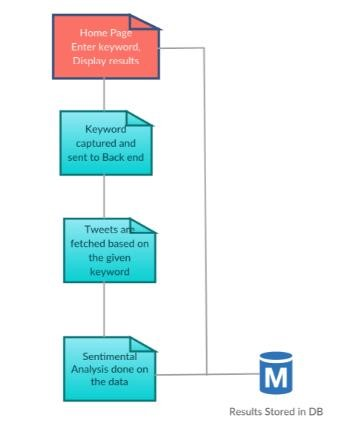 Home Page
Enter keyword,
Display results
Keyword
captured and
sent to Back end
Tweets are
fetched based on
the given
keyword
Sentimental
Analysis done on
the data
M
Results Stored in DB